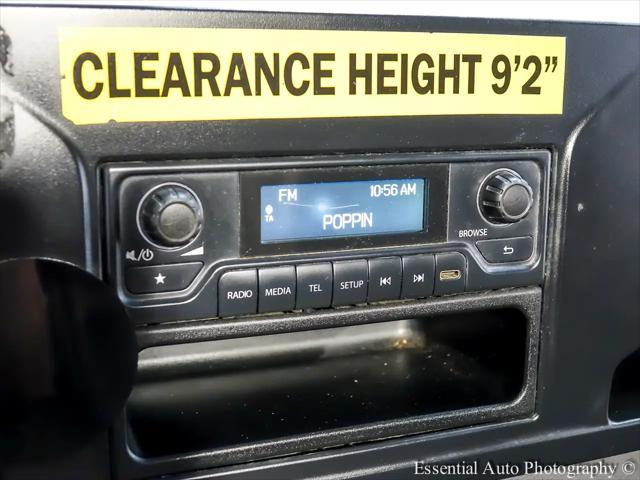 CLEARANCE HEIGHT 9'2”
FM 10:56 AM
TA
POPPIN
BROWSE
RADIO MEDIA TEL SETUP
Essential Auto Photography ©